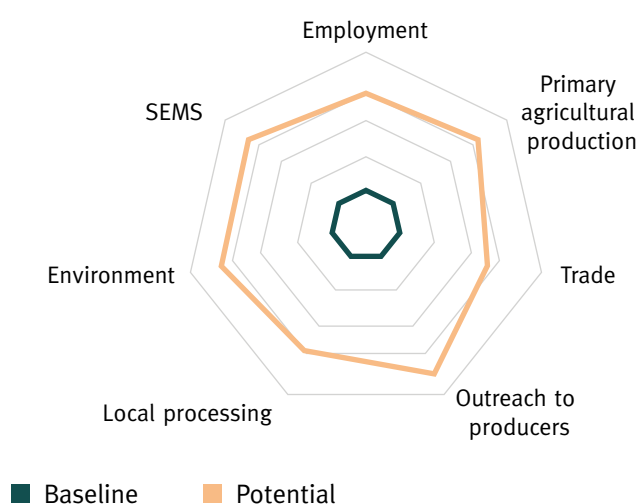 Employment
Primary
agricultural
production
SEMS
Environment
Trade
Local processing
Outreach to
producers
Baseline
Potential